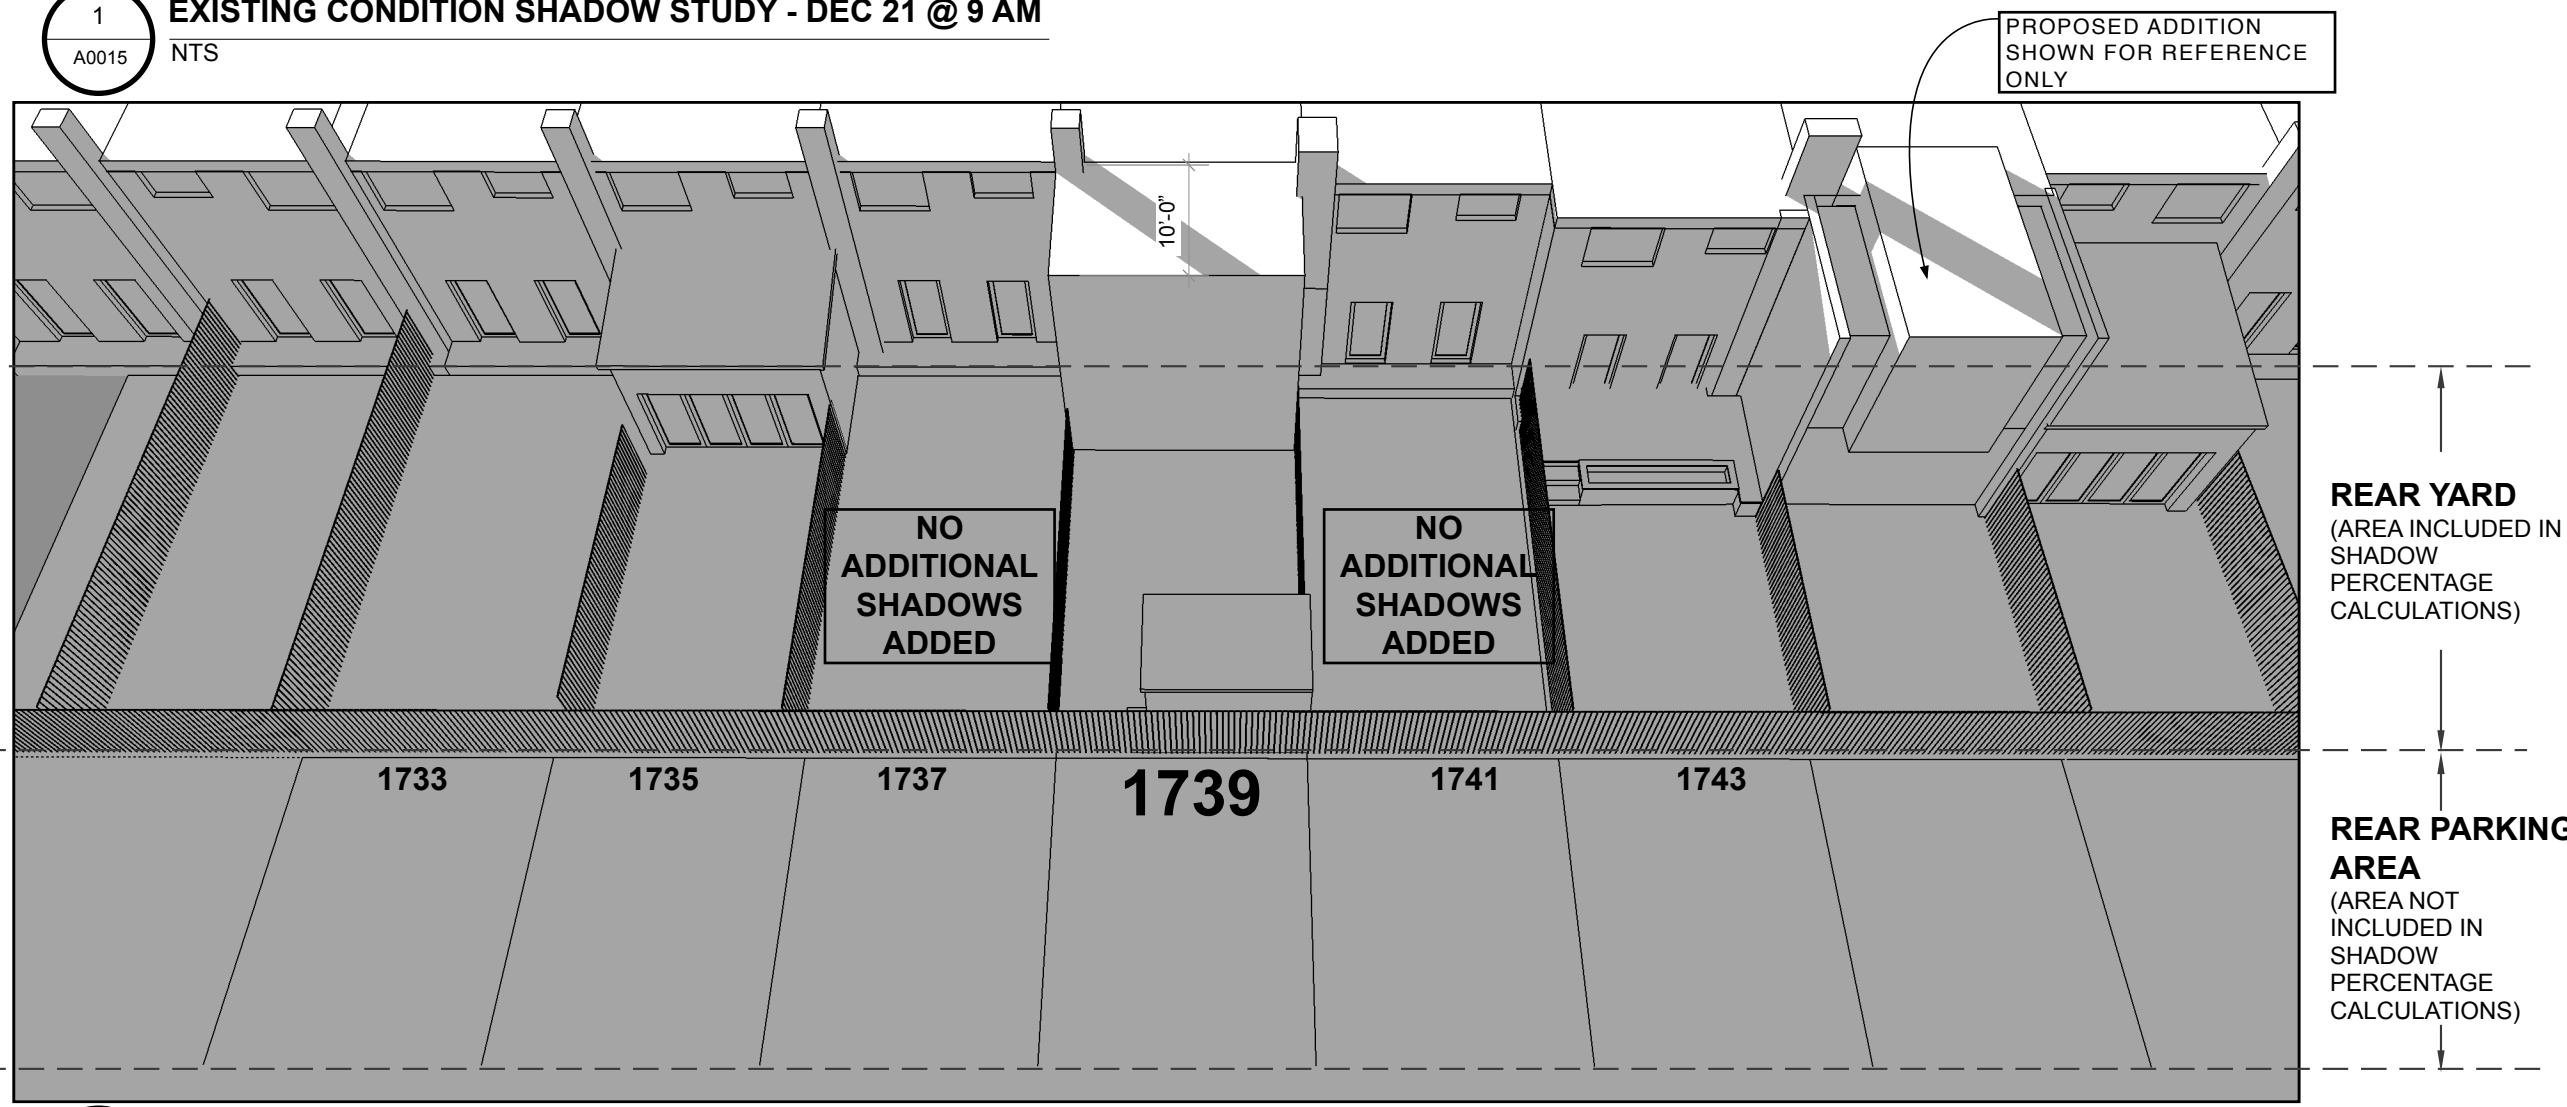 1
A0015
EXISTING CONDITION SHADOW STUDY - DEC 21 @ 9 AM
NTS
PROPOSED ADDITION
SHOWN FOR REFERENCE
ONLY
10'-0"
NO
ADDITIONAL
SHADOWS
ADDED
NO
ADDITIONAL
SHADOWS
ADDED
REAR YARD
(AREA INCLUDED IN
SHADOW
PERCENTAGE
CALCULATIONS)
1733
1735
1737
1739
1741
1743
REAR PARKING
AREA
(AREA NOT
INCLUDED IN
SHADOW
PERCENTAGE
CALCULATIONS)